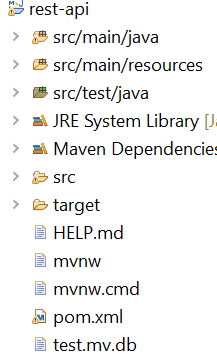 rest-api
src/main/java
src/main/resources
src/test/java
JRE System Library [Ja
Maven Dependencies
src
target
HELP.md
mvnw
mvnw.cmd
pom.xml
test.mv.db